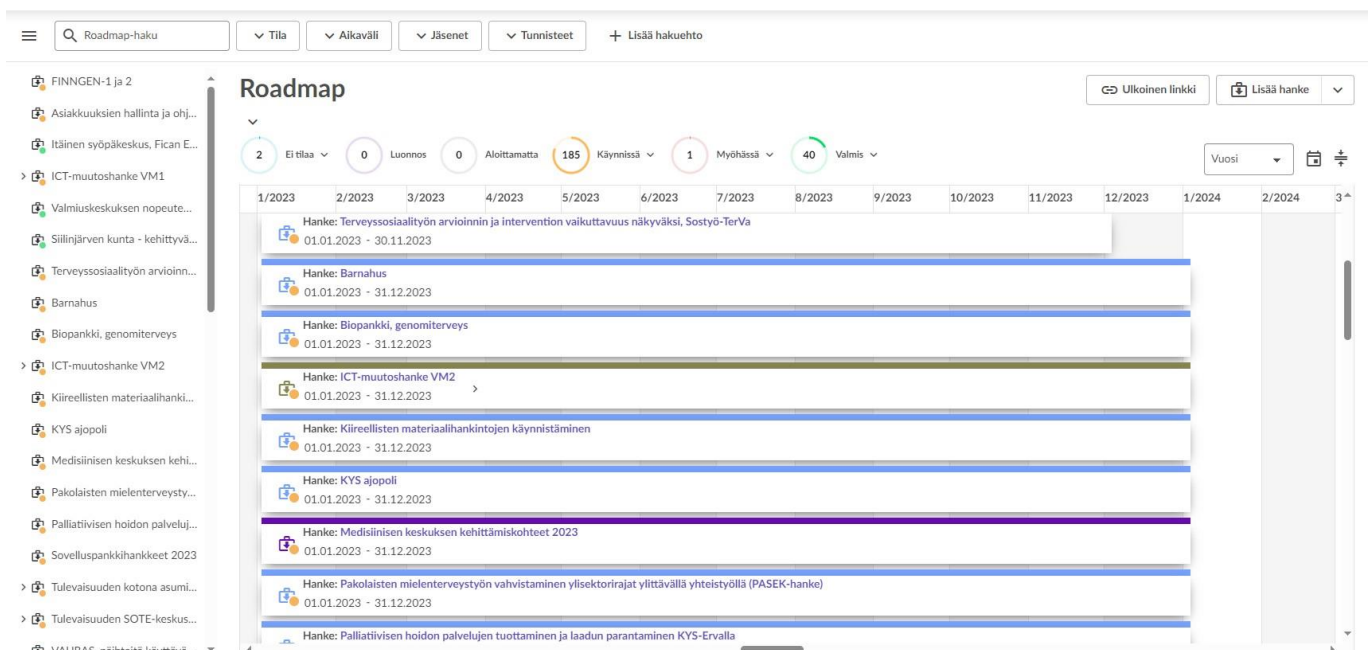 Roadmap-haku
Tila
Aikaväli
Jäsenet
Tunnisteet
Lisää hakuehto
FINNGEN-1 ja 2
Asiakkuuksien hallinta ja ohj...
Itäinen syöpäkeskus, Fican E...
ICT-muutoshanke VM1
Valmiuskeskuksen nopeute...
Siilinjärven kunta - kehittyvä...
Terveyssosiaalityön arvioinn...
Barnahus
Biopankki, genomiterveys
ICT-muutoshanke VM2
Kiireellisten materiaalihanki...
KYS ajopoli
Medisiinisen keskuksen kehi...
Pakolaisten mielenterveysty...
Palliatiivisen hoidon palveluj...
Sovelluspankkihankkeet 2023
Tulevaisuuden kotona asumi...
Tulevaisuuden SOTE-keskus...
Roadmap
Ulkoinen linkki
Lisää hanke
2 Ei tilaa
0 Luonnos
0 Aloittamatta
185 Käynnissä
1 Myöhässä
40 Valmis
Vuosi
1/2023 2/2023 3/2023 4/2023 5/2023 6/2023 7/2023 8/2023 9/2023 10/2023 11/2023 12/2023 1/2024 2/2024 3
Hanke: Terveyssosiaalityön arvioinnin ja intervention vaikuttavuus näkyväksi, Sostyö-TerVa
01.01.2023 - 30.11.2023
Hanke: Barnahus
01.01.2023 - 31.12.2023
Hanke: Biopankki, genomiterveys
01.01.2023 - 31.12.2023
Hanke: ICT-muutoshanke VM2
01.01.2023 - 31.12.2023
Hanke: Kiireellisten materiaalihankintojen käynnistäminen
01.01.2023 - 31.12.2023
Hanke: KYS ajopoli
01.01.2023 - 31.12.2023
Hanke: Medisiinisen keskuksen kehittämiskohteet 2023
01.01.2023 - 31.12.2023
Hanke: Pakolaisten mielenterveystyön vahvistaminen ylisektorirajat ylittävällä yhteistyöllä (PASEK-hanke)
01.01.2023 - 31.12.2023
Hanke: Palliatiivisen hoidon palvelujen tuottaminen ja laadun parantaminen KYS-Ervalla